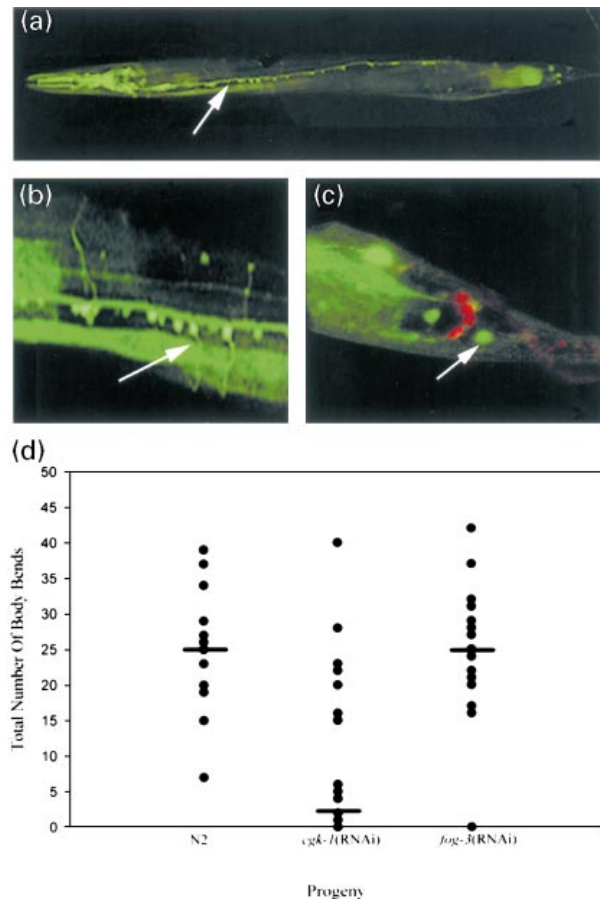 (a)
(b)
(c)
(d)
Total Number Of Body Bends
50
45
40
35
30
25
20
15
10
5
0
N2 cgk-1(RNAi) fog-3(RNAi)
Progeny